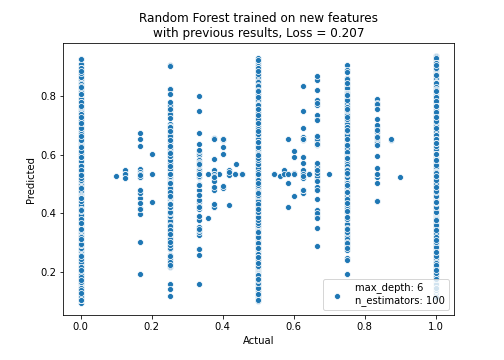 Random Forest trained on new features
with previous results, Loss = 0.207
Predicted
0.8
0.6
0.4
0.2
max_depth: 6
n_estimators: 100
0.0 0.2 0.4 0.6 0.8 1.0
Actual